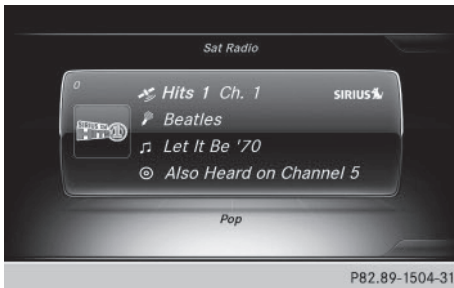 Sat Radio
0
Hits 1 Ch. 1
SIRIUS
Beatles
Let It Be '70
Also Heard on Channel 5
Pop
P82.89-1504-31